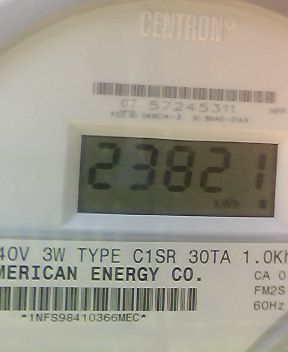 CENTRON®
07 57245311
23821
kWh
40V 3W TYPE C1SR 30TA 1.0Kh
MERICAN ENERGY CO.
CA 0
FM2S
60Hz
*1NFS98410366MEC*